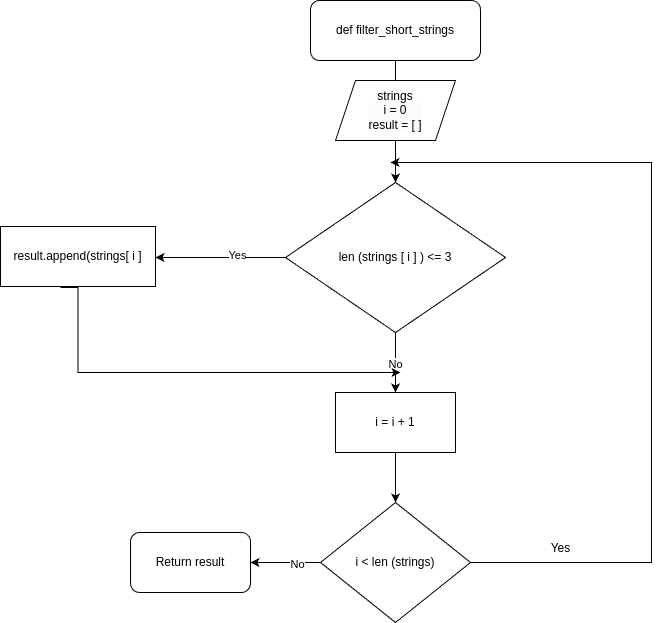 def filter_short_strings
strings
i = 0
result = [ ]
len (strings [ i ] ) <= 3
Yes
result.append(strings[ i ]
No
i = i + 1
i < len (strings)
Yes
No
Return result